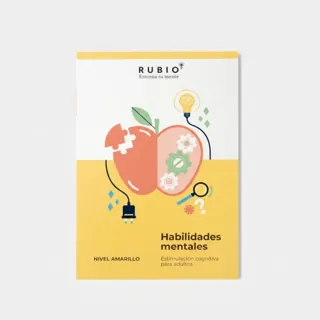 RUBIO
Entrena tu mente
Habilidades
mentales
NIVEL AMARILLO
Estimulación cognitiva
para adultos